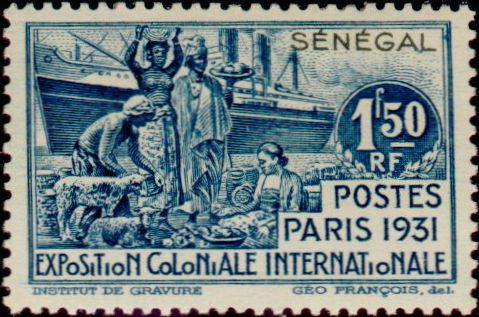 SÉNÉGAL
1f50
RF
POSTES
PARIS 1931
EXPOSITION COLONIALE INTERNATIONALE
INSTITUT DE GRAVURE GÉO FRANÇOIS, del.